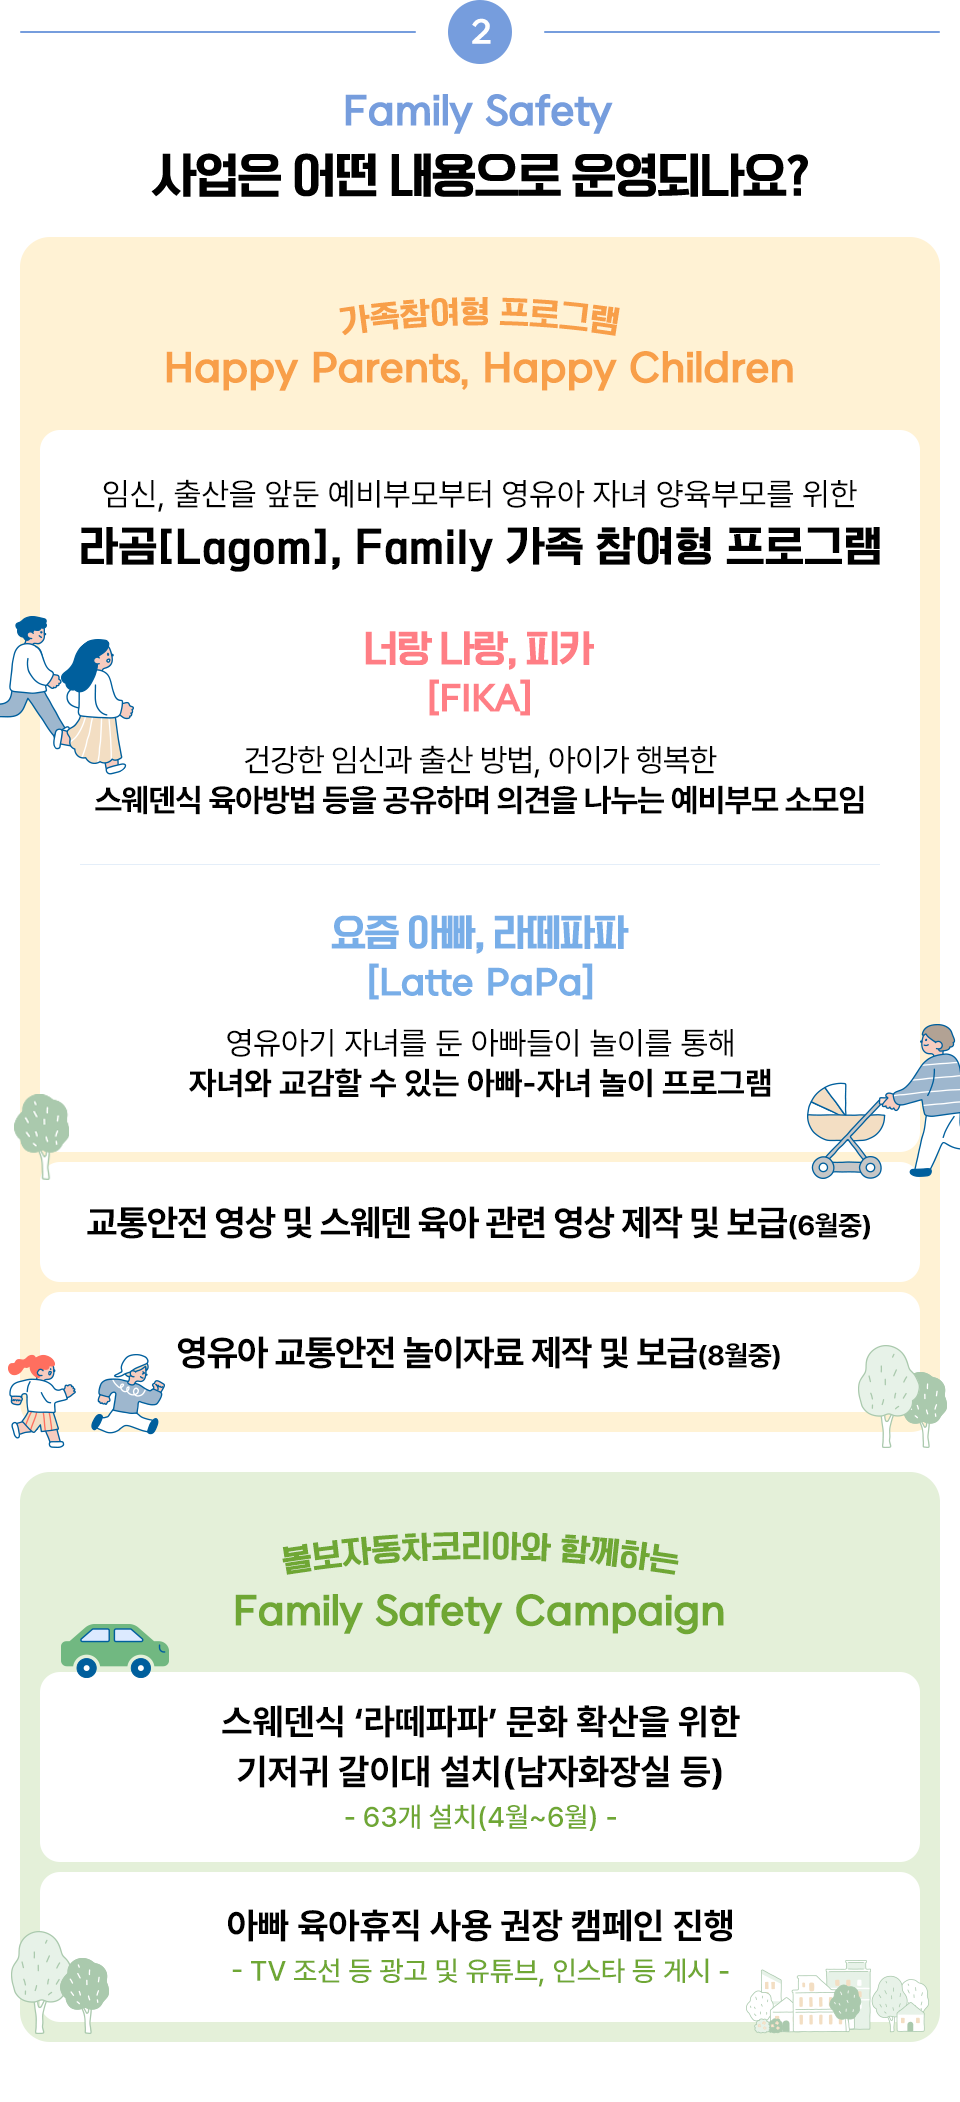 2
Family Safety
사업은 어떤 내용으로 운영되나요?
가족참여형 프로그램
Happy Parents, Happy Children
임신, 출산을 앞둔 예비부모부터 영유아 자녀 양육부모를 위한
라곰[Lagom], Family 가족 참여형 프로그램
너랑 나랑, 피카
[FIKA]
건강한 임신과 출산 방법, 아이가 행복한
스웨덴식 육아방법 등을 공유하며 의견을 나누는 예비부모 소모임
요즘 아빠, 라떼파파
[Latte PaPa]
영유아기 자녀를 둔 아빠들이 놀이를 통해
자녀와 교감할 수 있는 아빠-자녀 놀이 프로그램
교통안전 영상 및 스웨덴 육아 관련 영상 제작 및 보급(6월중)
영유아 교통안전 놀이자료 제작 및 보급(8월중)
볼보자동차코리아와 함께하는
Family Safety Campaign
스웨덴식 ‘라떼파파’ 문화 확산을 위한
기저귀 갈이대 설치(남자화장실 등)
- 63개 설치(4월~6월) -
아빠 육아휴직 사용 권장 캠페인 진행
- TV 조선 등 광고 및 유튜브, 인스타 등 게시 -